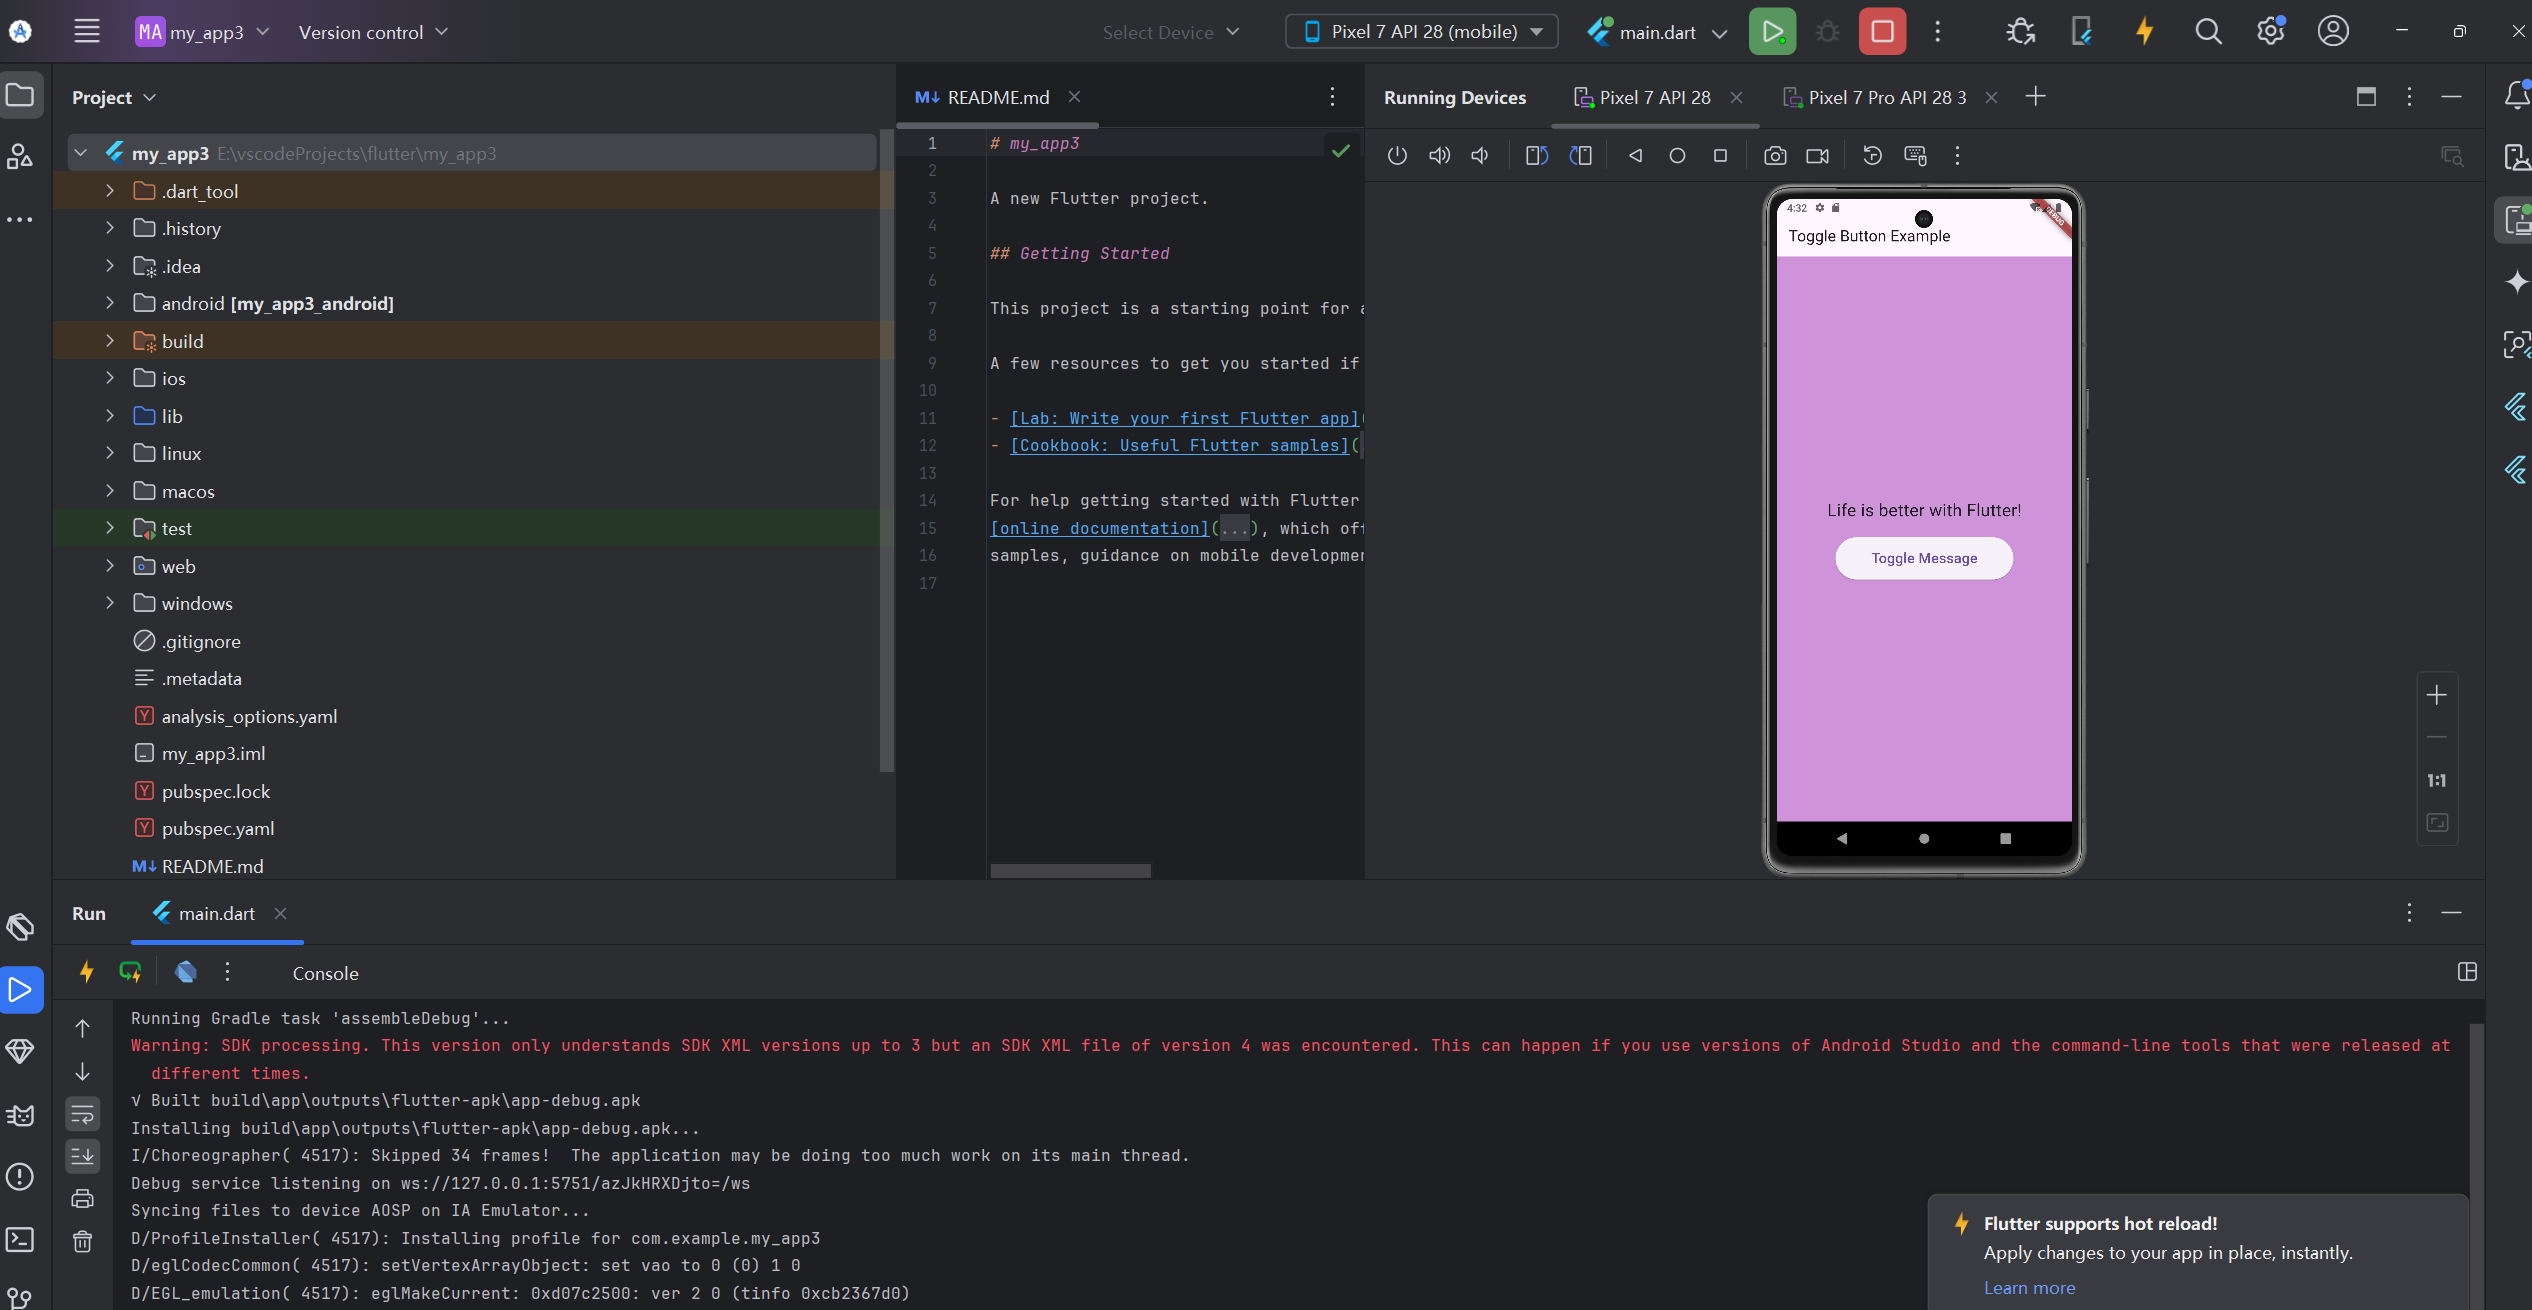 MA my_app3 Version control Select Device Pixel 7 API 28 (mobile) main.dart
Project
my_app3 E:\vscodeProjects\flutter\my_app3
.dart_tool
.history
.idea
android [my_app3_android]
build
ios
lib
linux
macos
test
web
windows
.gitignore
.metadata
analysis_options.yaml
my_app3.iml
pubspec.lock
pubspec.yaml
M↓ README.md
M↓ README.md
1 # my_app3
2
3 A new Flutter project.
4
5 ## Getting Started
6
7 This project is a starting point for a
8
9 A few resources to get you started if
10
11 - [Lab: Write your first Flutter app](
12 - [Cookbook: Useful Flutter samples](
13
14 For help getting started with Flutter
15 [online documentation](...), which off
16 samples, guidance on mobile developmen
17
Running Devices Pixel 7 API 28 Pixel 7 Pro API 28 3
4:32
DEBUG
Toggle Button Example
Life is better with Flutter!
Toggle Message
1:1
Run main.dart
Console
Running Gradle task 'assembleDebug'...
Warning: SDK processing. This version only understands SDK XML versions up to 3 but an SDK XML file of version 4 was encountered. This can happen if you use versions of Android Studio and the command-line tools that were released at
different times.
√ Built build\app\outputs\flutter-apk\app-debug.apk
Installing build\app\outputs\flutter-apk\app-debug.apk...
I/Choreographer( 4517): Skipped 34 frames!  The application may be doing too much work on its main thread.
Debug service listening on ws://127.0.0.1:5751/azJkHRXDjto=/ws
Syncing files to device AOSP on IA Emulator...
D/ProfileInstaller( 4517): Installing profile for com.example.my_app3
D/eglCodecCommon( 4517): setVertexArrayObject: set vao to 0 (0) 1 0
D/EGL_emulation( 4517): eglMakeCurrent: 0xd07c2500: ver 2 0 (tinfo 0xcb2367d0)
Flutter supports hot reload!
Apply changes to your app in place, instantly.
Learn more